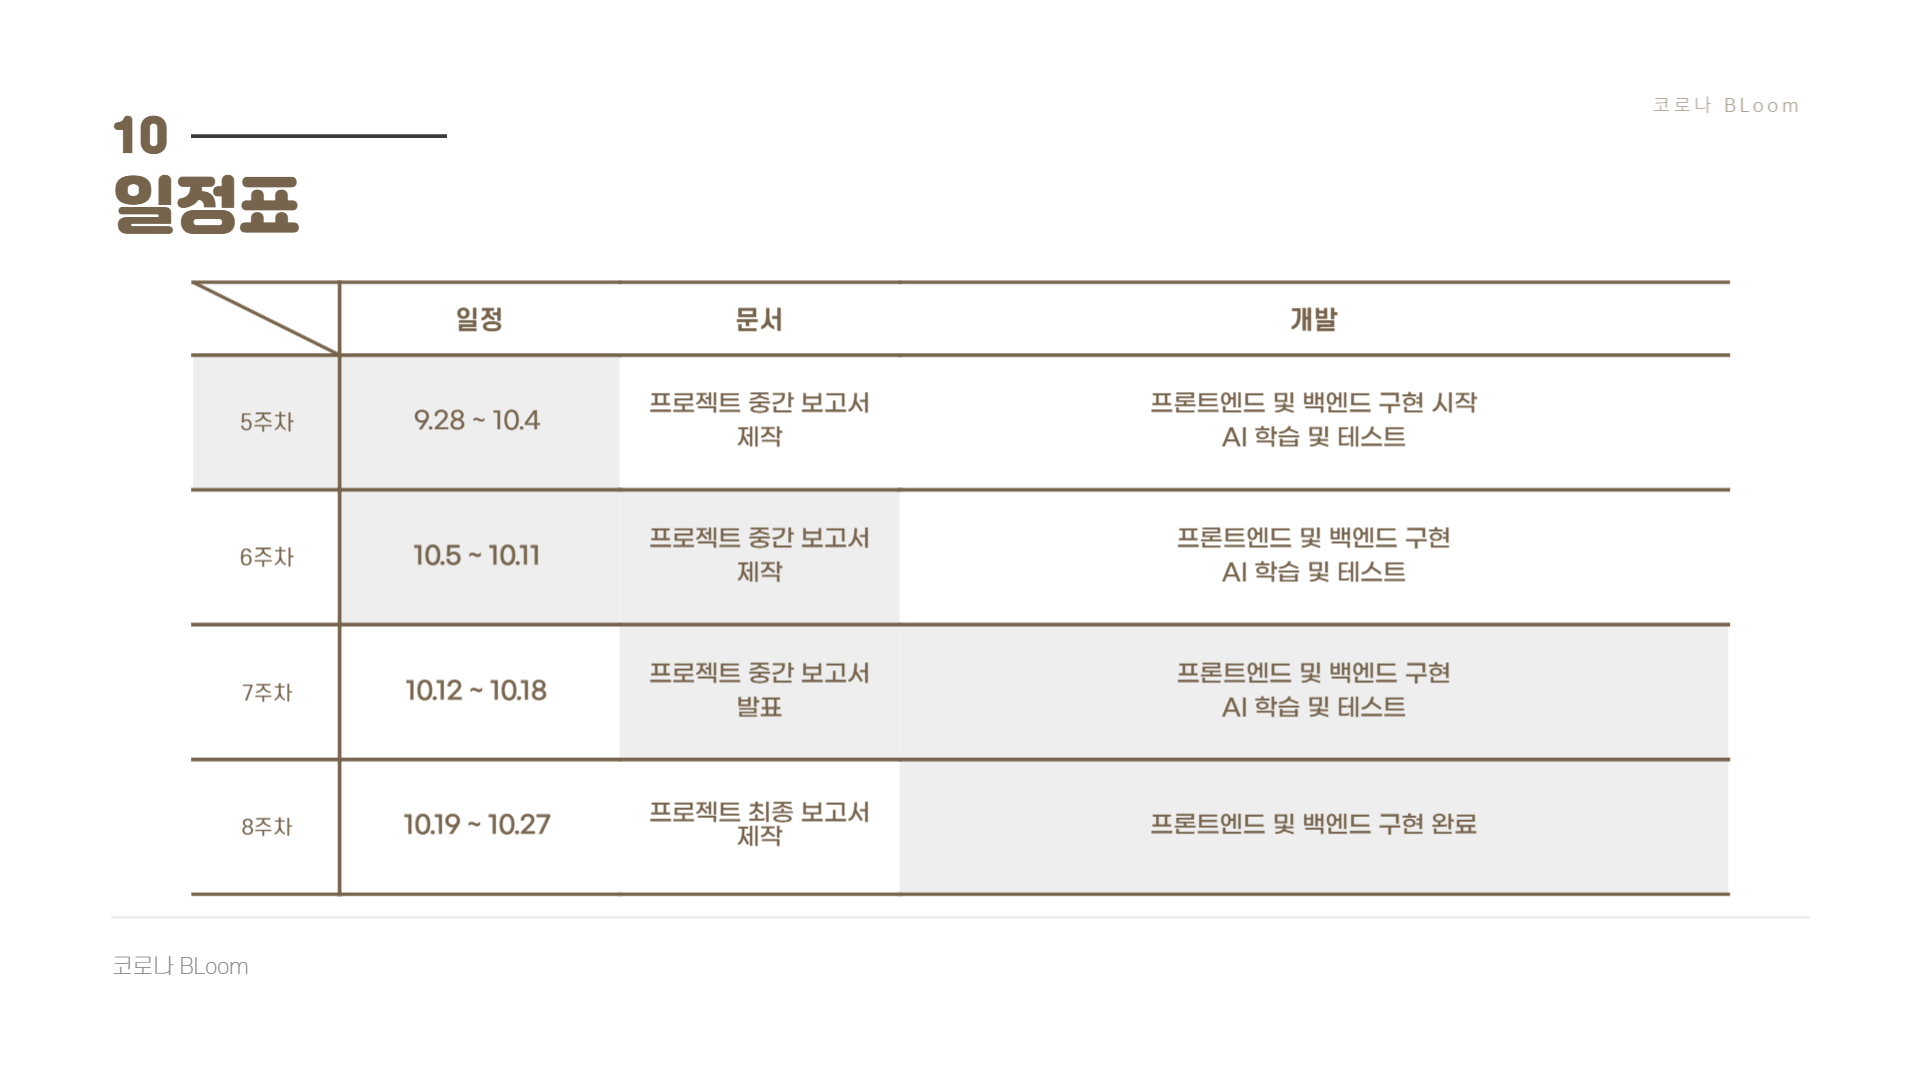 코로나 BLoom
10
일정표
일정 문서 개발
5주차 9.28 ~ 10.4 프로젝트 중간 보고서 제작 프론트엔드 및 백엔드 구현 시작 AI 학습 및 테스트
6주차 10.5 ~ 10.11 프로젝트 중간 보고서 제작 프론트엔드 및 백엔드 구현 AI 학습 및 테스트
7주차 10.12 ~ 10.18 프로젝트 중간 보고서 발표 프론트엔드 및 백엔드 구현 AI 학습 및 테스트
8주차 10.19 ~ 10.27 프로젝트 최종 보고서 제작 프론트엔드 및 백엔드 구현 완료
코로나 BLoom